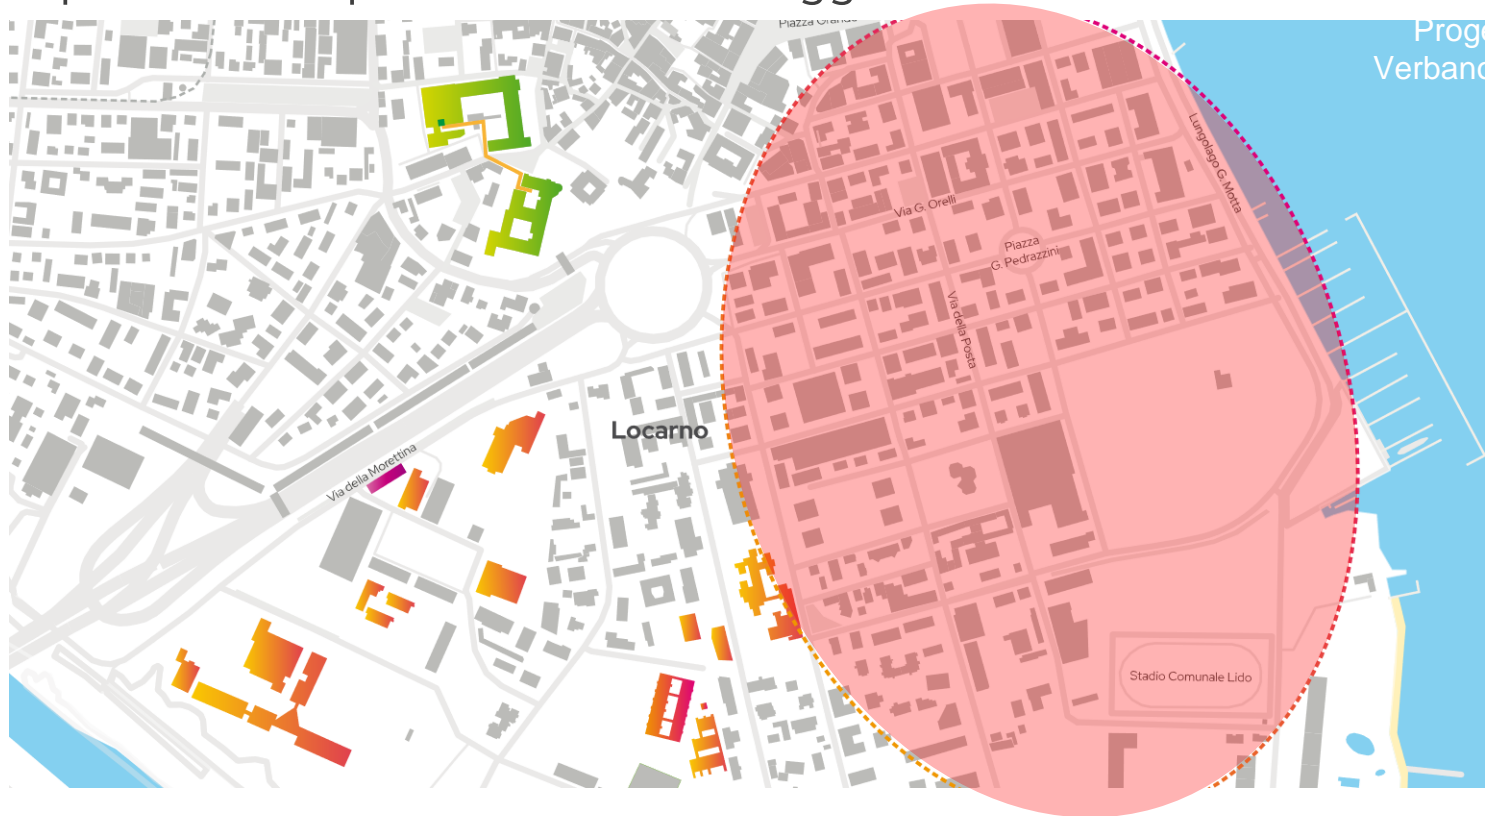 Piazza Grande
Proge
Verbano
Lungolago G. Motta
Via G. Orelli
Piazza
G. Pedrazzini
Via della Posta
Locarno
Via della Morettina
Stadio Comunale Lido